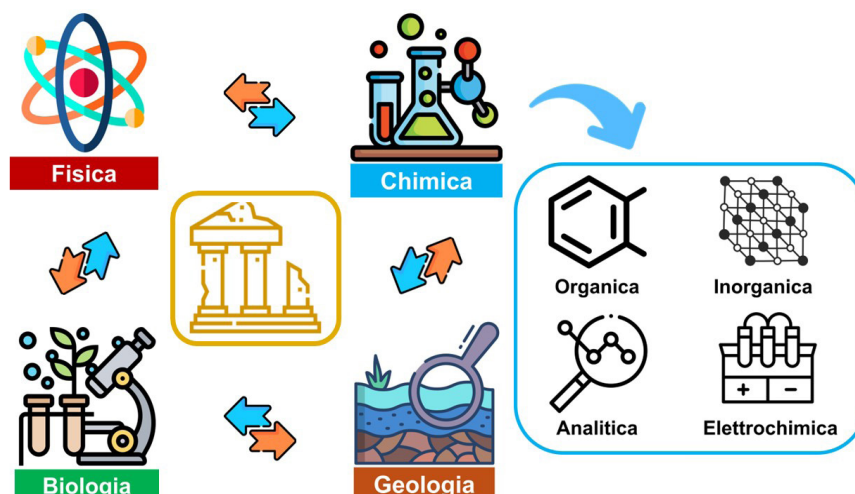 Fisica
Chimica
Organica
Inorganica
Analitica
Elettrochimica
Biologia
Geologia